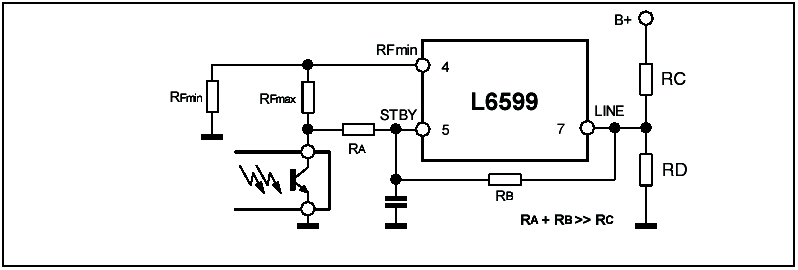 B+
RFmin
4
RFmin
RFmax
L6599
RC
STBY
LINE
5
7
RA
RD
RB
RA + RB >> RC